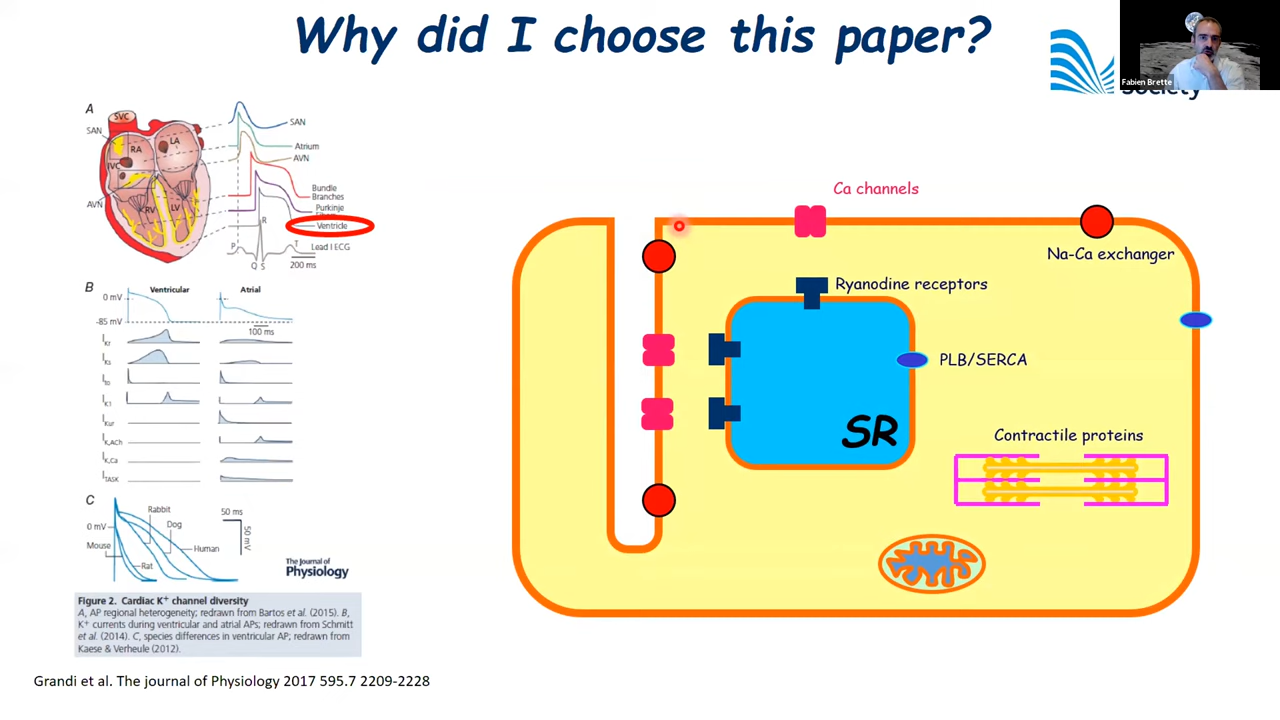 Why did I choose this paper?
Society
Fabien Brette
A
SVC
SAN
LA
RA
IVC
AVN
RV
LV
SAN
Atrium
AVN
Bundle
Branches
Purkinje
Ventricle
R
P
T
Lead I ECG
Q S
200 ms
B
Ventricular
Atrial
0 mV
-85 mV
100 ms
IKr
IKs
Ito
IK1
IKur
IK,ACh
IK,Ca
ITASK
C
Rabbit
50 ms
Dog
0 mV
50 mV
Mouse
Human
Rat
The Journal of
Physiology
Figure 2. Cardiac K+ channel diversity
A, AP regional heterogeneity; redrawn from Bartos et al. (2015). B,
K+ currents during ventricular and atrial APs; redrawn from Schmitt
et al. (2014). C, species differences in ventricular AP; redrawn from
Kaese & Verheule (2012).
Grandi et al. The journal of Physiology 2017 595.7 2209-2228
Ca channels
Na-Ca exchanger
Ryanodine receptors
PLB/SERCA
SR
Contractile proteins